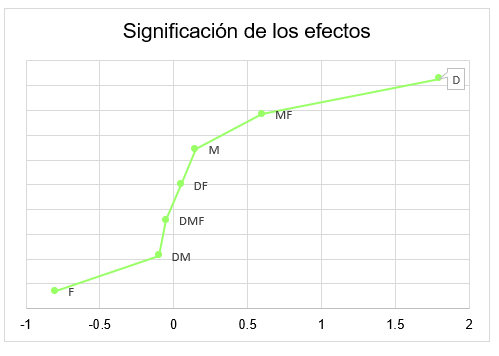 Significación de los efectos
D
MF
M
DF
DMF
DM
F
-1 -0.5 0 0.5 1 1.5 2